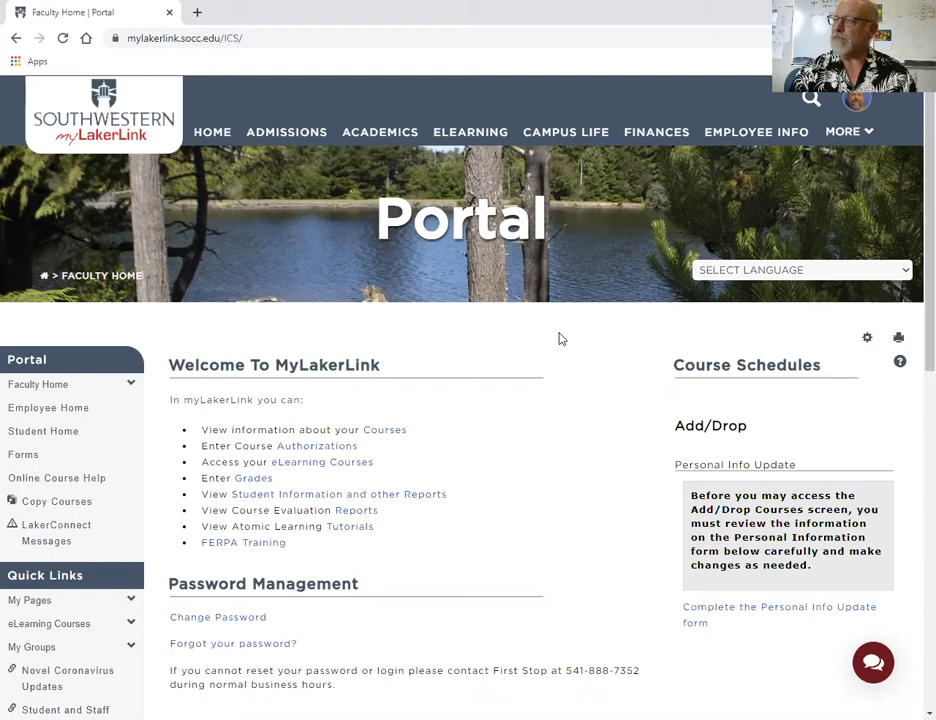 Faculty Home | Portal
mylakerlink.socc.edu/ICS/
Apps
SOUTHWESTERN
myLakerLink
HOME ADMISSIONS ACADEMICS ELEARNING CAMPUS LIFE FINANCES EMPLOYEE INFO MORE
Portal
> FACULTY HOME
SELECT LANGUAGE
Portal
Faculty Home
Employee Home
Student Home
Forms
Online Course Help
Copy Courses
LakerConnect
Messages
Quick Links
My Pages
eLearning Courses
My Groups
Novel Coronavirus
Updates
Student and Staff
Welcome To MyLakerLink
In myLakerLink you can:
View information about your Courses
Enter Course Authorizations
Access your eLearning Courses
Enter Grades
View Student Information and other Reports
View Course Evaluation Reports
View Atomic Learning Tutorials
FERPA Training
Password Management
Change Password
Forgot your password?
If you cannot reset your password or login please contact First Stop at 541-888-7352
during normal business hours.
Course Schedules
Add/Drop
Personal Info Update
Before you may access the
Add/Drop Courses screen, you
must review the information
on the Personal Information
form below carefully and make
changes as needed.
Complete the Personal Info Update
form